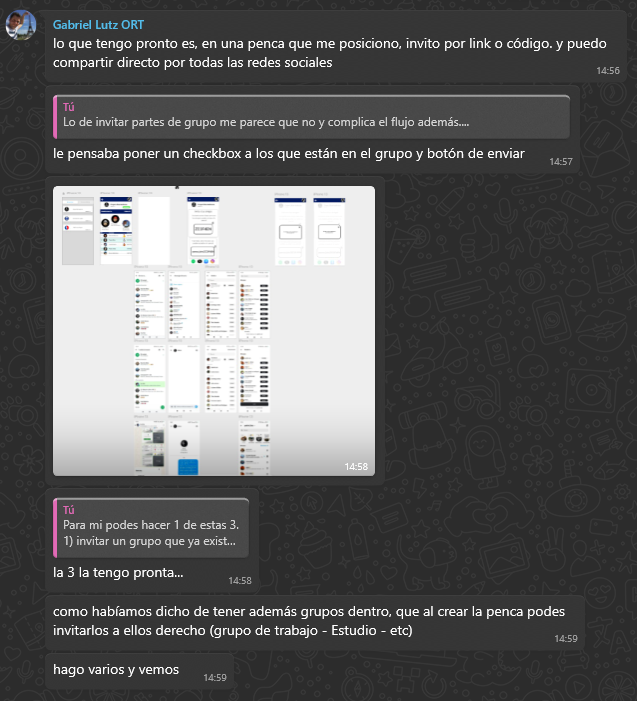 Gabriel Lutz ORT
lo que tengo pronto es, en una penca que me posiciono, invito por link o código. y puedo
compartir directo por todas las redes sociales
14:56
Tú
Lo de invitar partes de grupo me parece que no y complica el flujo además....
le pensaba poner un checkbox a los que están en el grupo y botón de enviar
14:57
14:58
Tú
Para mi podes hacer 1 de estas 3.
1) invitar un grupo que ya exist...
la 3 la tengo pronta...
14:58
como habíamos dicho de tener además grupos dentro, que al crear la penca podes
invitarlos a ellos derecho (grupo de trabajo - Estudio - etc)
14:59
hago varios y vemos
14:59